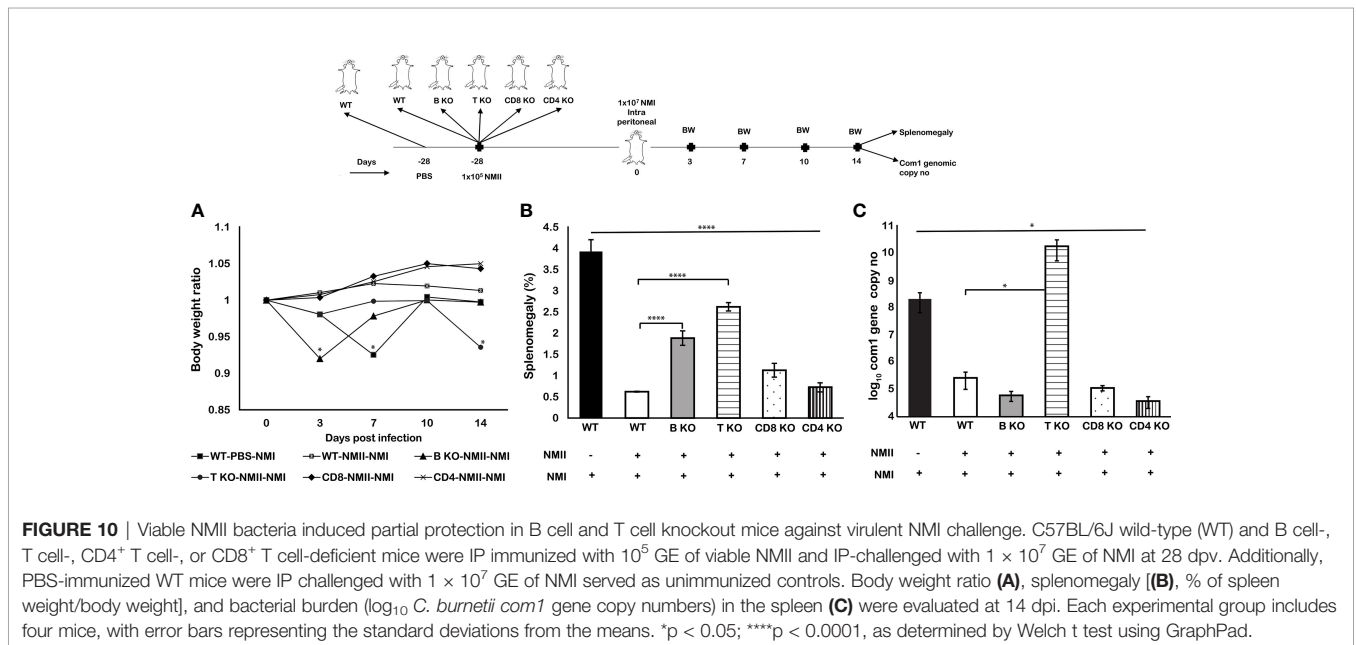 WT
WT
B KO
T KO
CD8 KO
CD4 KO
1x10⁷ NMI
Intra
peritoneal
BW
BW
BW
BW
Splenomegaly
Days
-28
-28
0
3
7
10
14
Com1 genomic
copy no
PBS
1x10⁵ NMII
A
Body weight ratio
1.1
1.05
1
0.95
0.9
0.85
*
*
*
0
3
7
10
14
Days post infection
WT-PBS-NMI
WT-NMII-NMI
B KO-NMII-NMI
T KO-NMII-NMI
CD8-NMII-NMI
CD4-NMII-NMI
B
Splenomegaly (%)
4.5
4
3.5
3
2.5
2
1.5
1
0.5
0
****
****
****
WT
WT
B KO
T KO
CD8 KO
CD4 KO
NMII - + + + + +
NMI + + + + + +
C
log₁₀ com1 gene copy no
11
10
9
8
7
6
5
4
*
*
WT
WT
B KO
T KO
CD8 KO
CD4 KO
- + + + + +
+ + + + + +
FIGURE 10 | Viable NMII bacteria induced partial protection in B cell and T cell knockout mice against virulent NMI challenge. C57BL/6J wild-type (WT) and B cell-,
T cell-, CD4⁺ T cell-, or CD8⁺ T cell-deficient mice were IP immunized with 10⁵ GE of viable NMII and IP-challenged with 1 × 10⁷ GE of NMI at 28 dpv. Additionally,
PBS-immunized WT mice were IP challenged with 1 × 10⁷ GE of NMI served as unimmunized controls. Body weight ratio (A), splenomegaly [(B), % of spleen
weight/body weight], and bacterial burden (log₁₀ C. burnetii com1 gene copy numbers) in the spleen (C) were evaluated at 14 dpi. Each experimental group includes
four mice, with error bars representing the standard deviations from the means. *p < 0.05; ****p < 0.0001, as determined by Welch t test using GraphPad.